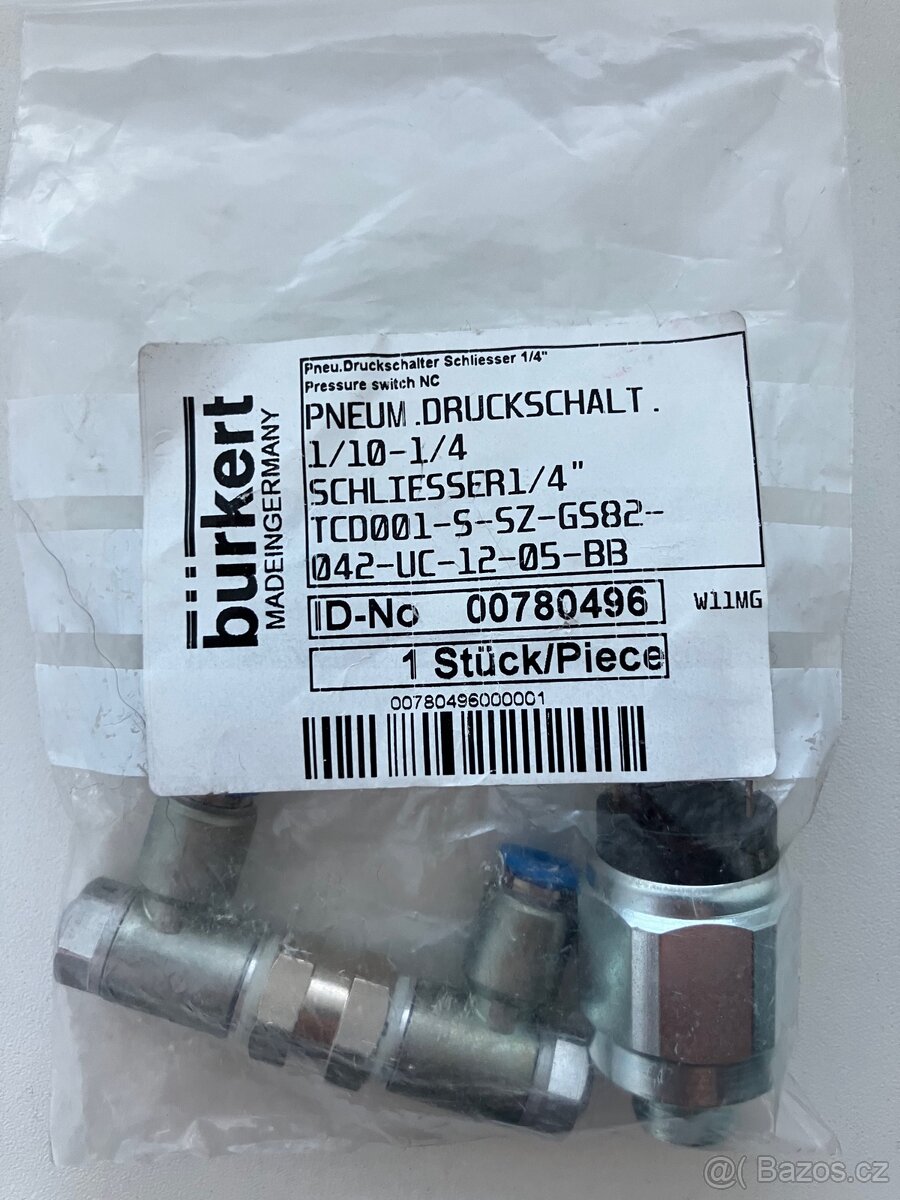 Pneu.Druckschalter Schliesser 1/4"
Pressure switch NC
PNEUM.DRUCKSCHALT.
1/10-1/4
SCHLIESSER1/4"
TCD001-S-SZ-GS82-
042-UC-12-05-BB
bürkert
MADEINGERMANY
ID-No 00780496
W11MG
1 Stück/Piece
00780496000001
@( Bazos.cz